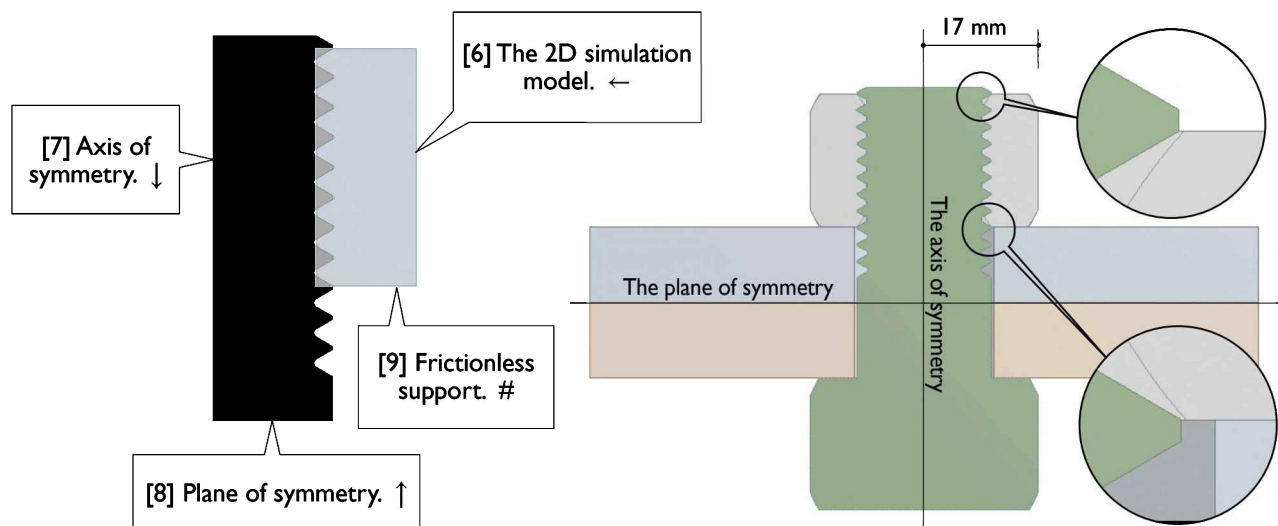 [6] The 2D simulation
model. ←
[7] Axis of
symmetry. ↓
[9] Frictionless
support. #
[8] Plane of symmetry. ↑
17 mm
The plane of symmetry
The axis of symmetry